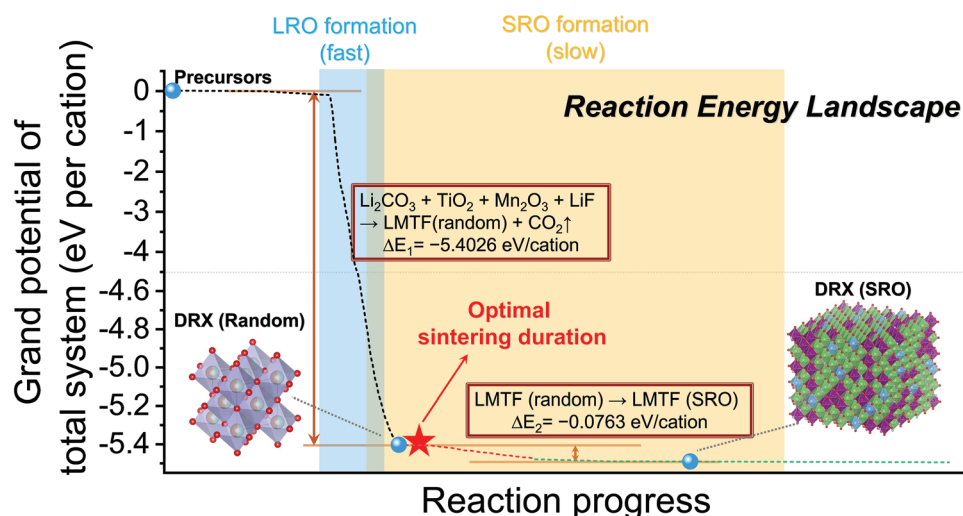 LRO formation
(fast)
SRO formation
(slow)
Grand potential of
total system (eV per cation)
0
-1
-2
-3
-4
-4.6
-4.8
-5.0
-5.2
-5.4
Precursors
Reaction Energy Landscape
Li₂CO₃ + TiO₂ + Mn₂O₃ + LiF
→ LMTF(random) + CO₂↑
ΔE₁= −5.4026 eV/cation
DRX (Random)
Optimal
sintering duration
DRX (SRO)
LMTF (random) → LMTF (SRO)
ΔE₂= −0.0763 eV/cation
Reaction progress